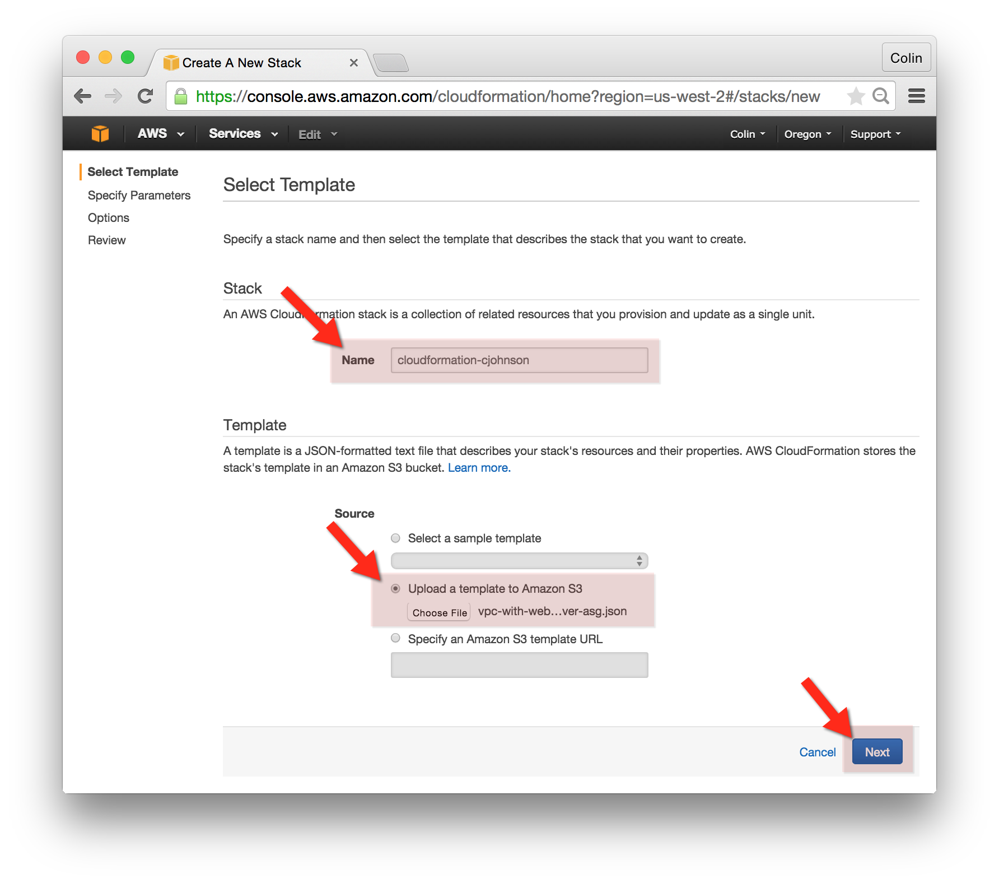 Create A New Stack
Colin
https://console.aws.amazon.com/cloudformation/home?region=us-west-2#/stacks/new
AWS Services Edit Colin Oregon Support
Select Template
Specify Parameters
Options
Review
Select Template
Specify a stack name and then select the template that describes the stack that you want to create.
Stack
An AWS CloudFormation stack is a collection of related resources that you provision and update as a single unit.
Name cloudformation-cjohnson
Template
A template is a JSON-formatted text file that describes your stack's resources and their properties. AWS CloudFormation stores the
stack's template in an Amazon S3 bucket. Learn more.
Source
Select a sample template
Upload a template to Amazon S3
Choose File vpc-with-web...ver-asg.json
Specify an Amazon S3 template URL
Cancel Next